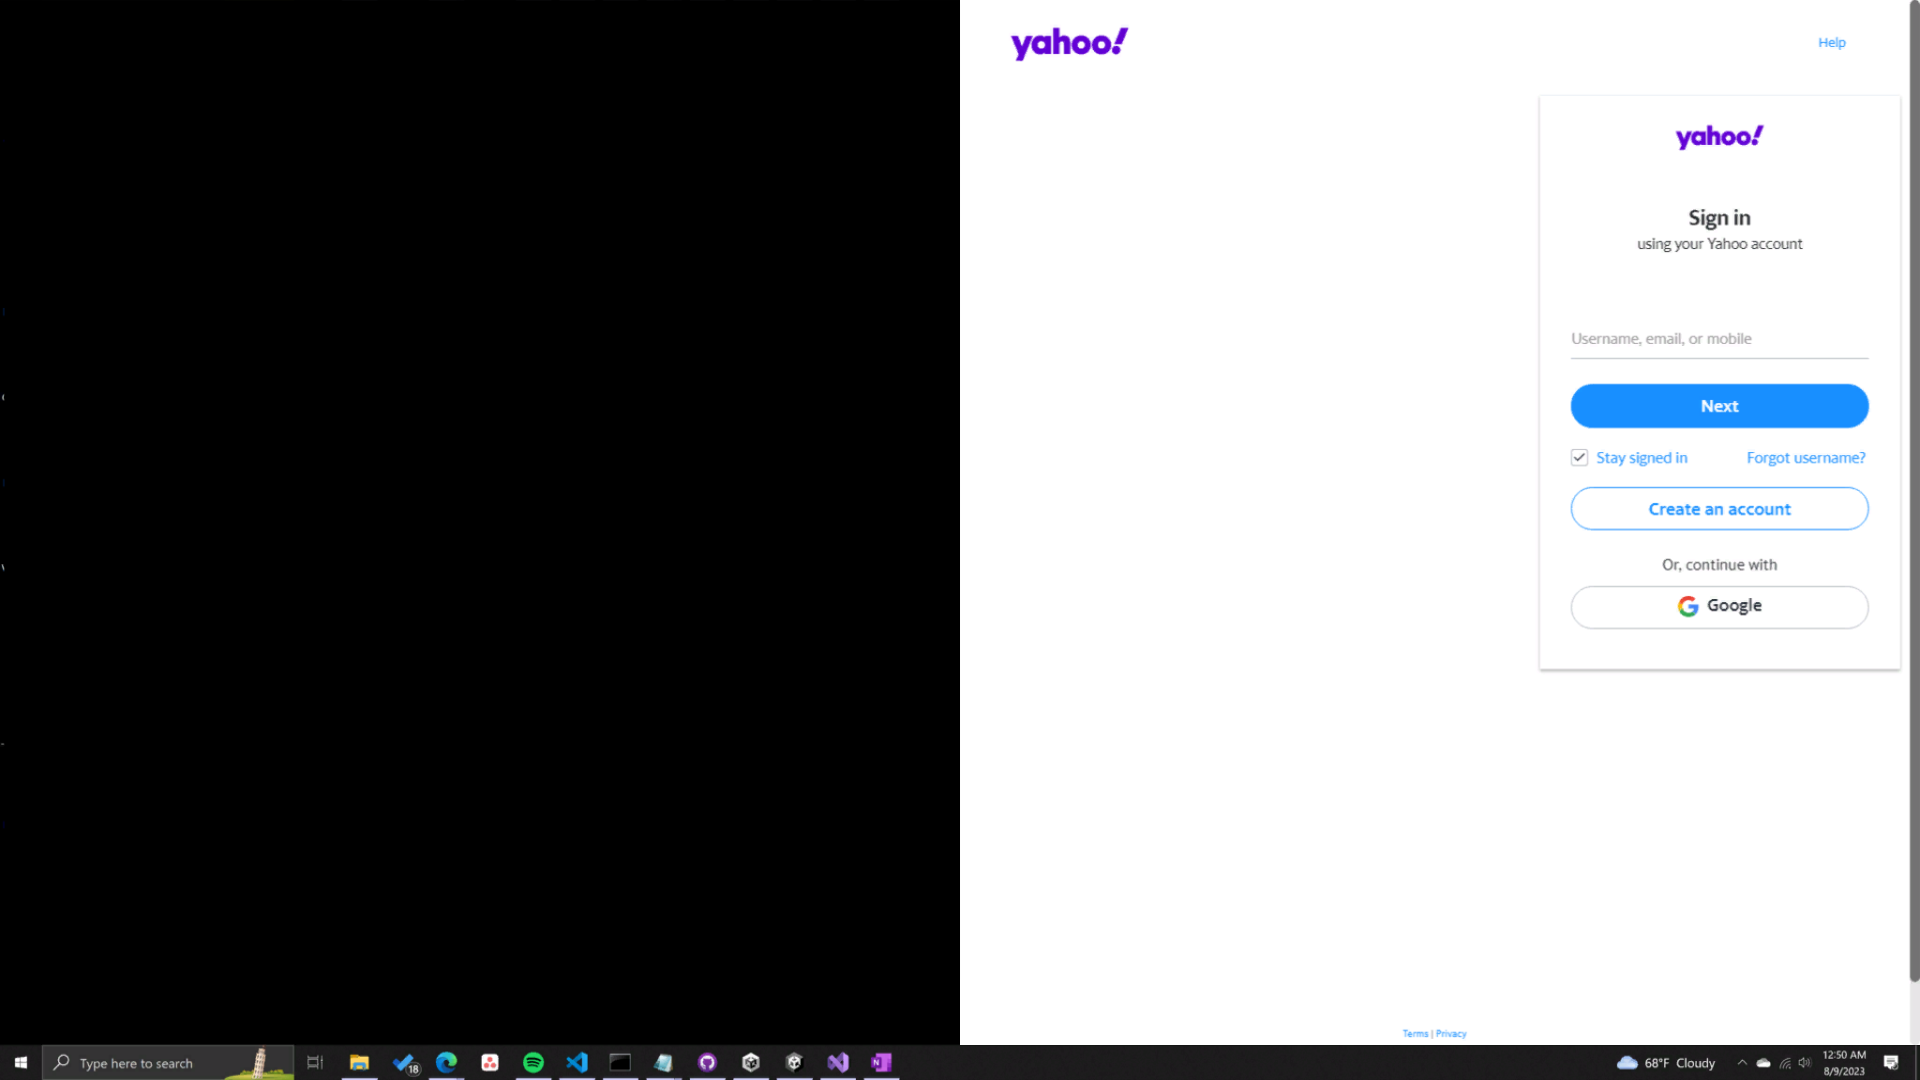 yahoo!
Help
yahoo!
Sign in
using your Yahoo account
Username, email, or mobile
Next
Stay signed in
Forgot username?
Create an account
Or, continue with
Google
Terms | Privacy
Type here to search
18
68°F Cloudy
12:50 AM
8/9/2023